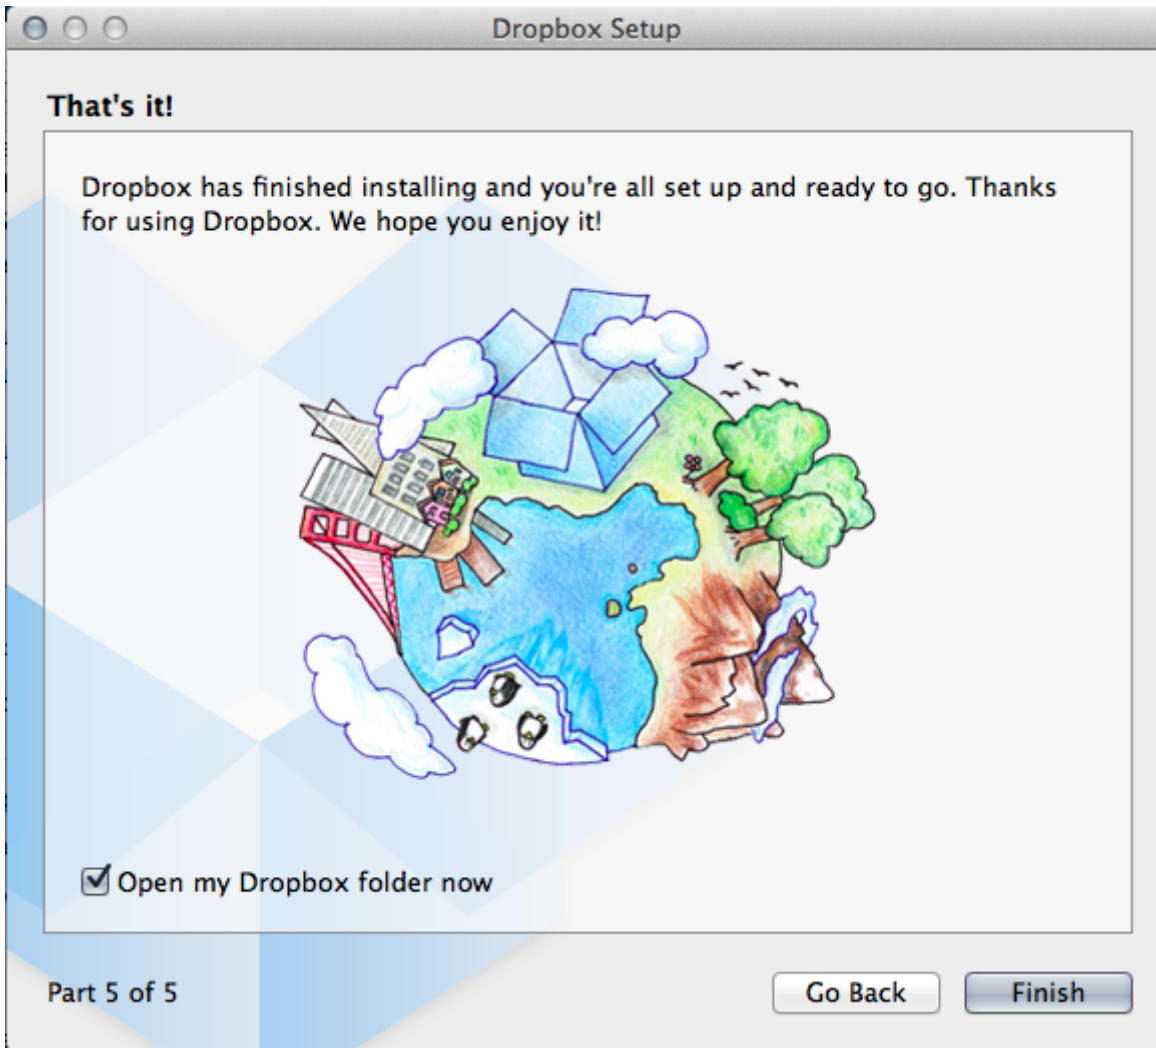 Dropbox Setup
That's it!
Dropbox has finished installing and you're all set up and ready to go. Thanks
for using Dropbox. We hope you enjoy it!
Open my Dropbox folder now
Part 5 of 5
Go Back
Finish